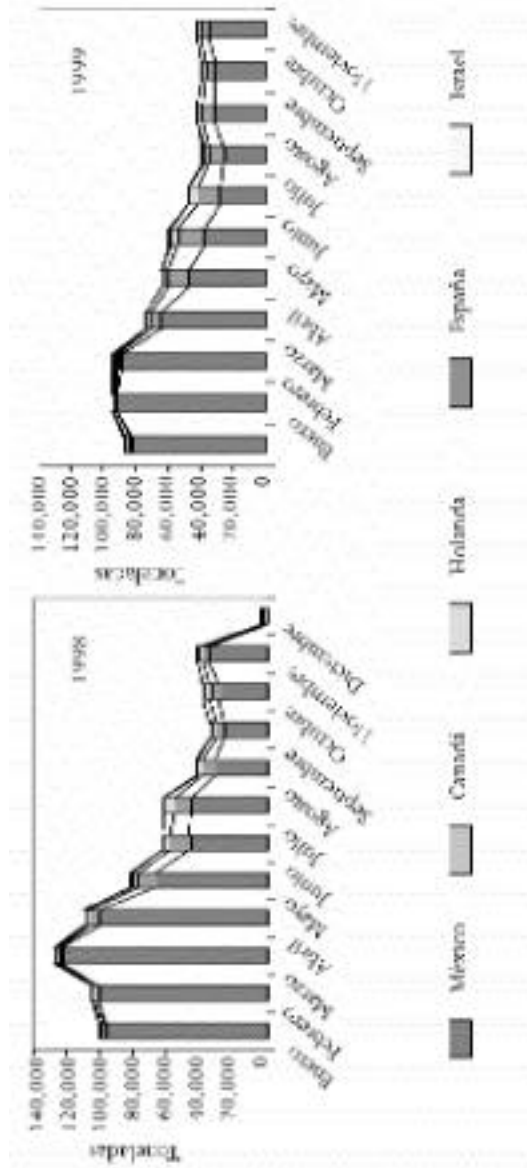 Toneladas
140,000
120,000
100,000
80,000
60,000
40,000
20,000
0
1998
Enero
Febrero
Marzo
Abril
Mayo
Junio
Julio
Agosto
Septiembre
Octubre
Noviembre
Diciembre
Toneladas
140,000
120,000
100,000
80,000
60,000
40,000
20,000
0
1999
Enero
Febrero
Marzo
Abril
Mayo
Junio
Julio
Agosto
Septiembre
Octubre
Noviembre
México
Canadá
Holanda
España
Israel